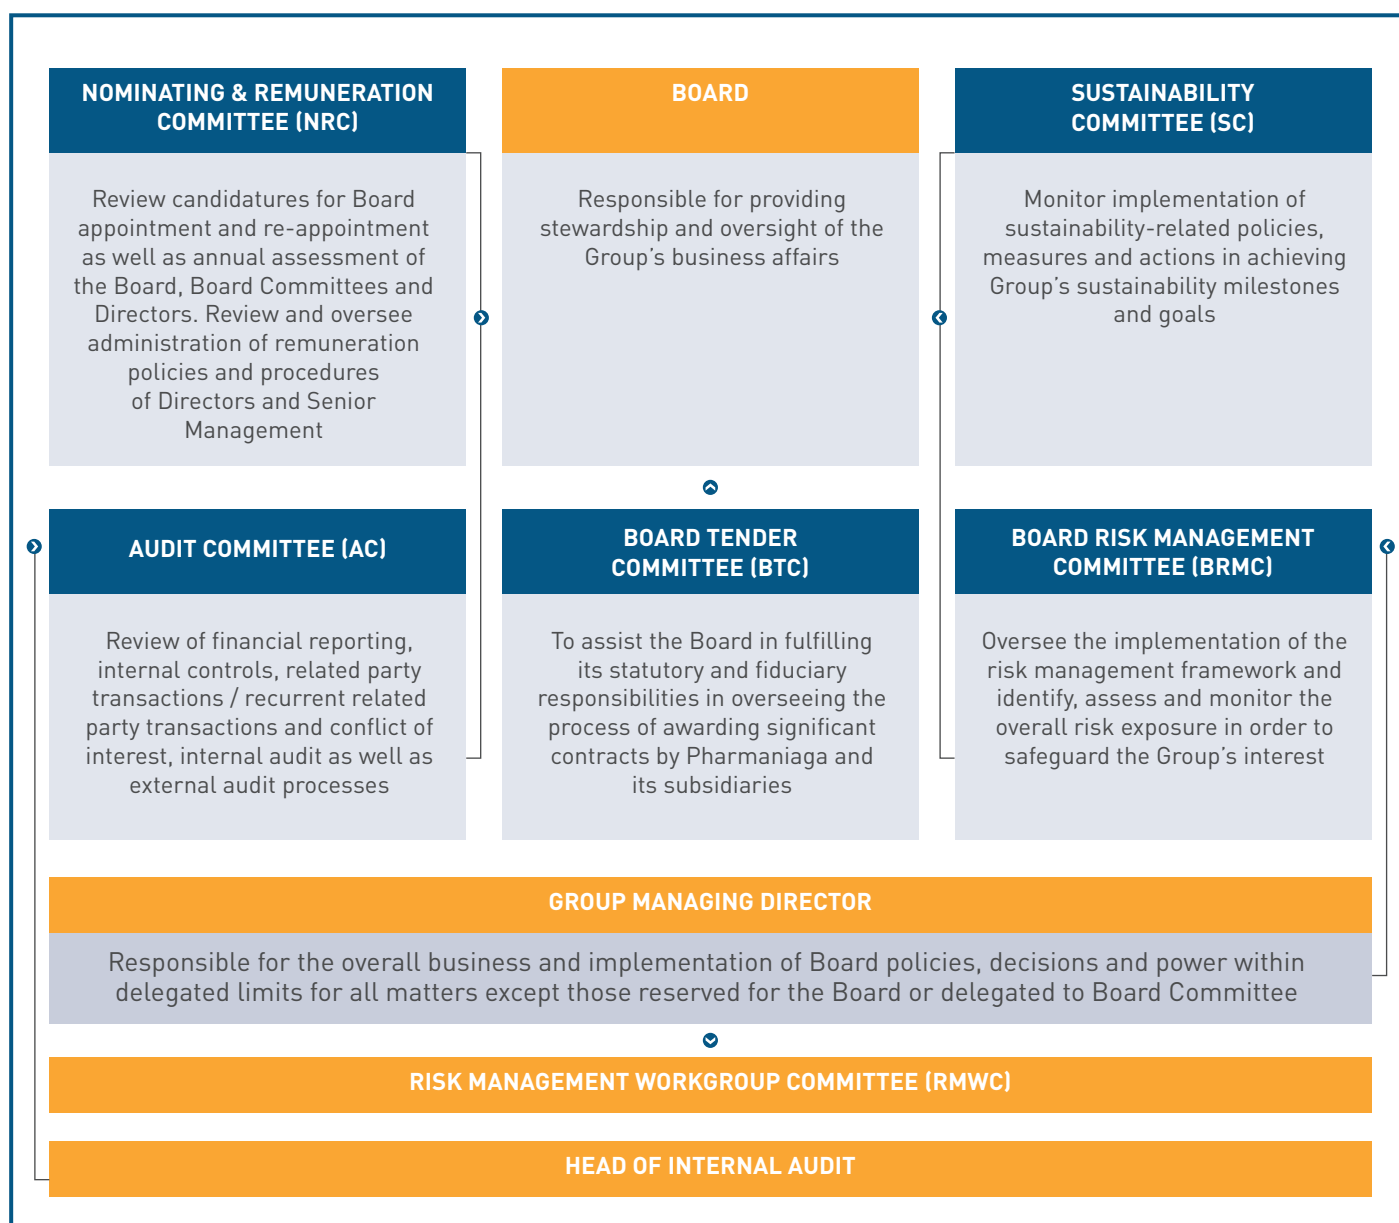 NOMINATING & REMUNERATION
COMMITTEE (NRC)
Review candidatures for Board
appointment and re-appointment
as well as annual assessment of
the Board, Board Committees and
Directors. Review and oversee
administration of remuneration
policies and procedures
of Directors and Senior
Management
BOARD
Responsible for providing
stewardship and oversight of the
Group’s business affairs
SUSTAINABILITY
COMMITTEE (SC)
Monitor implementation of
sustainability-related policies,
measures and actions in achieving
Group’s sustainability milestones
and goals
AUDIT COMMITTEE (AC)
Review of financial reporting,
internal controls, related party
transactions / recurrent related
party transactions and conflict of
interest, internal audit as well as
external audit processes
BOARD TENDER
COMMITTEE (BTC)
To assist the Board in fulfilling
its statutory and fiduciary
responsibilities in overseeing the
process of awarding significant
contracts by Pharmaniaga and
its subsidiaries
BOARD RISK MANAGEMENT
COMMITTEE (BRMC)
Oversee the implementation of the
risk management framework and
identify, assess and monitor the
overall risk exposure in order to
safeguard the Group’s interest
GROUP MANAGING DIRECTOR
Responsible for the overall business and implementation of Board policies, decisions and power within
delegated limits for all matters except those reserved for the Board or delegated to Board Committee
RISK MANAGEMENT WORKGROUP COMMITTEE (RMWC)
HEAD OF INTERNAL AUDIT